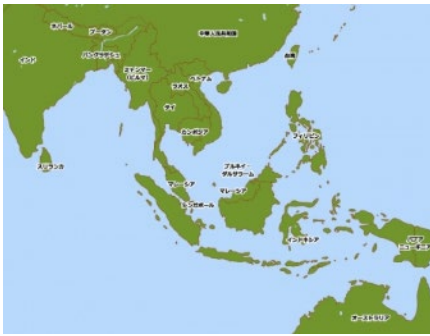 ネパール
ブータン
中華人民共和国
インド
バングラデシュ
台湾
ミャンマー
(ビルマ)
ベトナム
ラオス
タイ
カンボジア
フィリピン
スリランカ
ブルネイ・
ダルサラーム
マレーシア
マレーシア
シンガポール
インドネシア
パプア
ニューギニア
オーストラリア